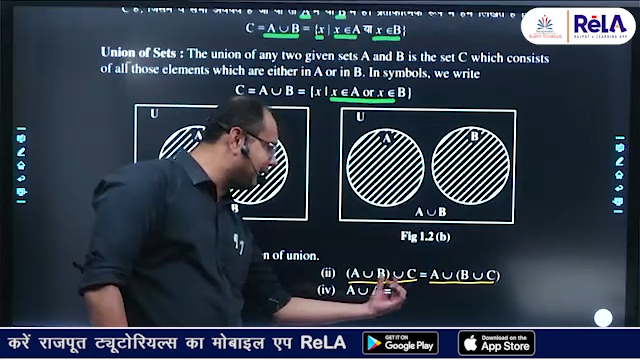 C = A ∪ B = {x | x ∈ A या x ∈ B}
Union of Sets : The union of any two given sets A and B is the set C which consists
of all those elements which are either in A or in B. In symbols, we write
C = A ∪ B = {x | x ∈ A or x ∈ B}
U
A
B
U
A
B
A ∪ B
Fig 1.2 (b)
n of union.
(ii) (A ∪ B) ∪ C = A ∪ (B ∪ C)
(iv) A ∪ A =
RELA
करें राजपूत ट्यूटोरियल्स का मोबाइल एप ReLA
GET IT ON
Google Play
Download on the
App Store